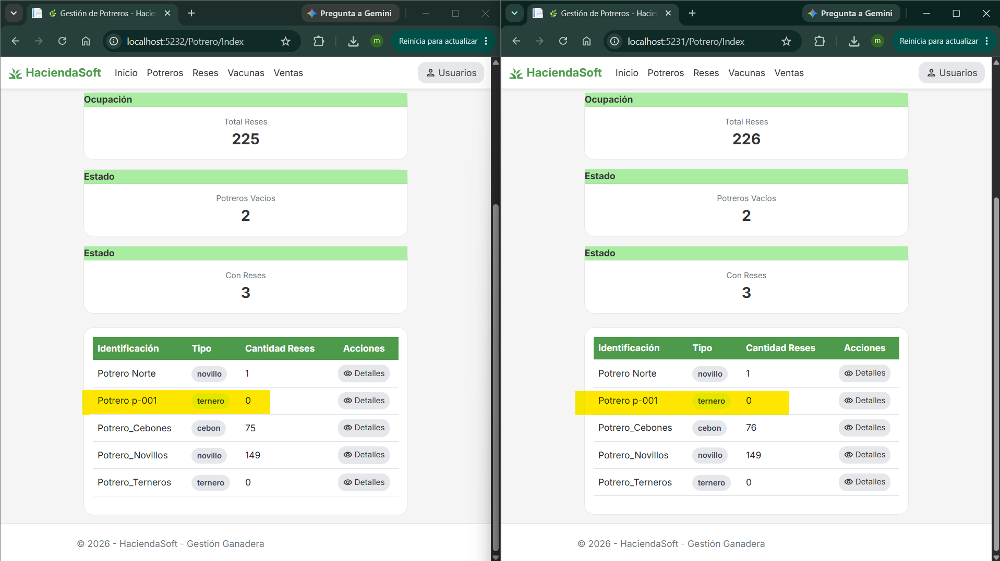 Gestión de Potreros - Hacie
Pregunta a Gemini
localhost:5232/Potrero/Index
m
Reinicia para actualizar
HaciendaSoft Inicio Potreros Reses Vacunas Ventas Usuarios
Ocupación
Total Reses
225
Estado
Potreros Vacíos
2
Estado
Con Reses
3
Identificación Tipo Cantidad Reses Acciones
Potrero Norte novillo 1 Detalles
Potrero p-001 ternero 0 Detalles
Potrero_Cebones cebon 75 Detalles
Potrero_Novillos novillo 149 Detalles
Potrero_Terneros ternero 0 Detalles
© 2026 - HaciendaSoft - Gestión Ganadera
Gestión de Potreros - Hacie
Pregunta a Gemini
localhost:5231/Potrero/Index
m
Reinicia para actualizar
HaciendaSoft Inicio Potreros Reses Vacunas Ventas Usuarios
Ocupación
Total Reses
226
Estado
Potreros Vacíos
2
Estado
Con Reses
3
Identificación Tipo Cantidad Reses Acciones
Potrero Norte novillo 1 Detalles
Potrero p-001 ternero 0 Detalles
Potrero_Cebones cebon 76 Detalles
Potrero_Novillos novillo 149 Detalles
Potrero_Terneros ternero 0 Detalles
© 2026 - HaciendaSoft - Gestión Ganadera